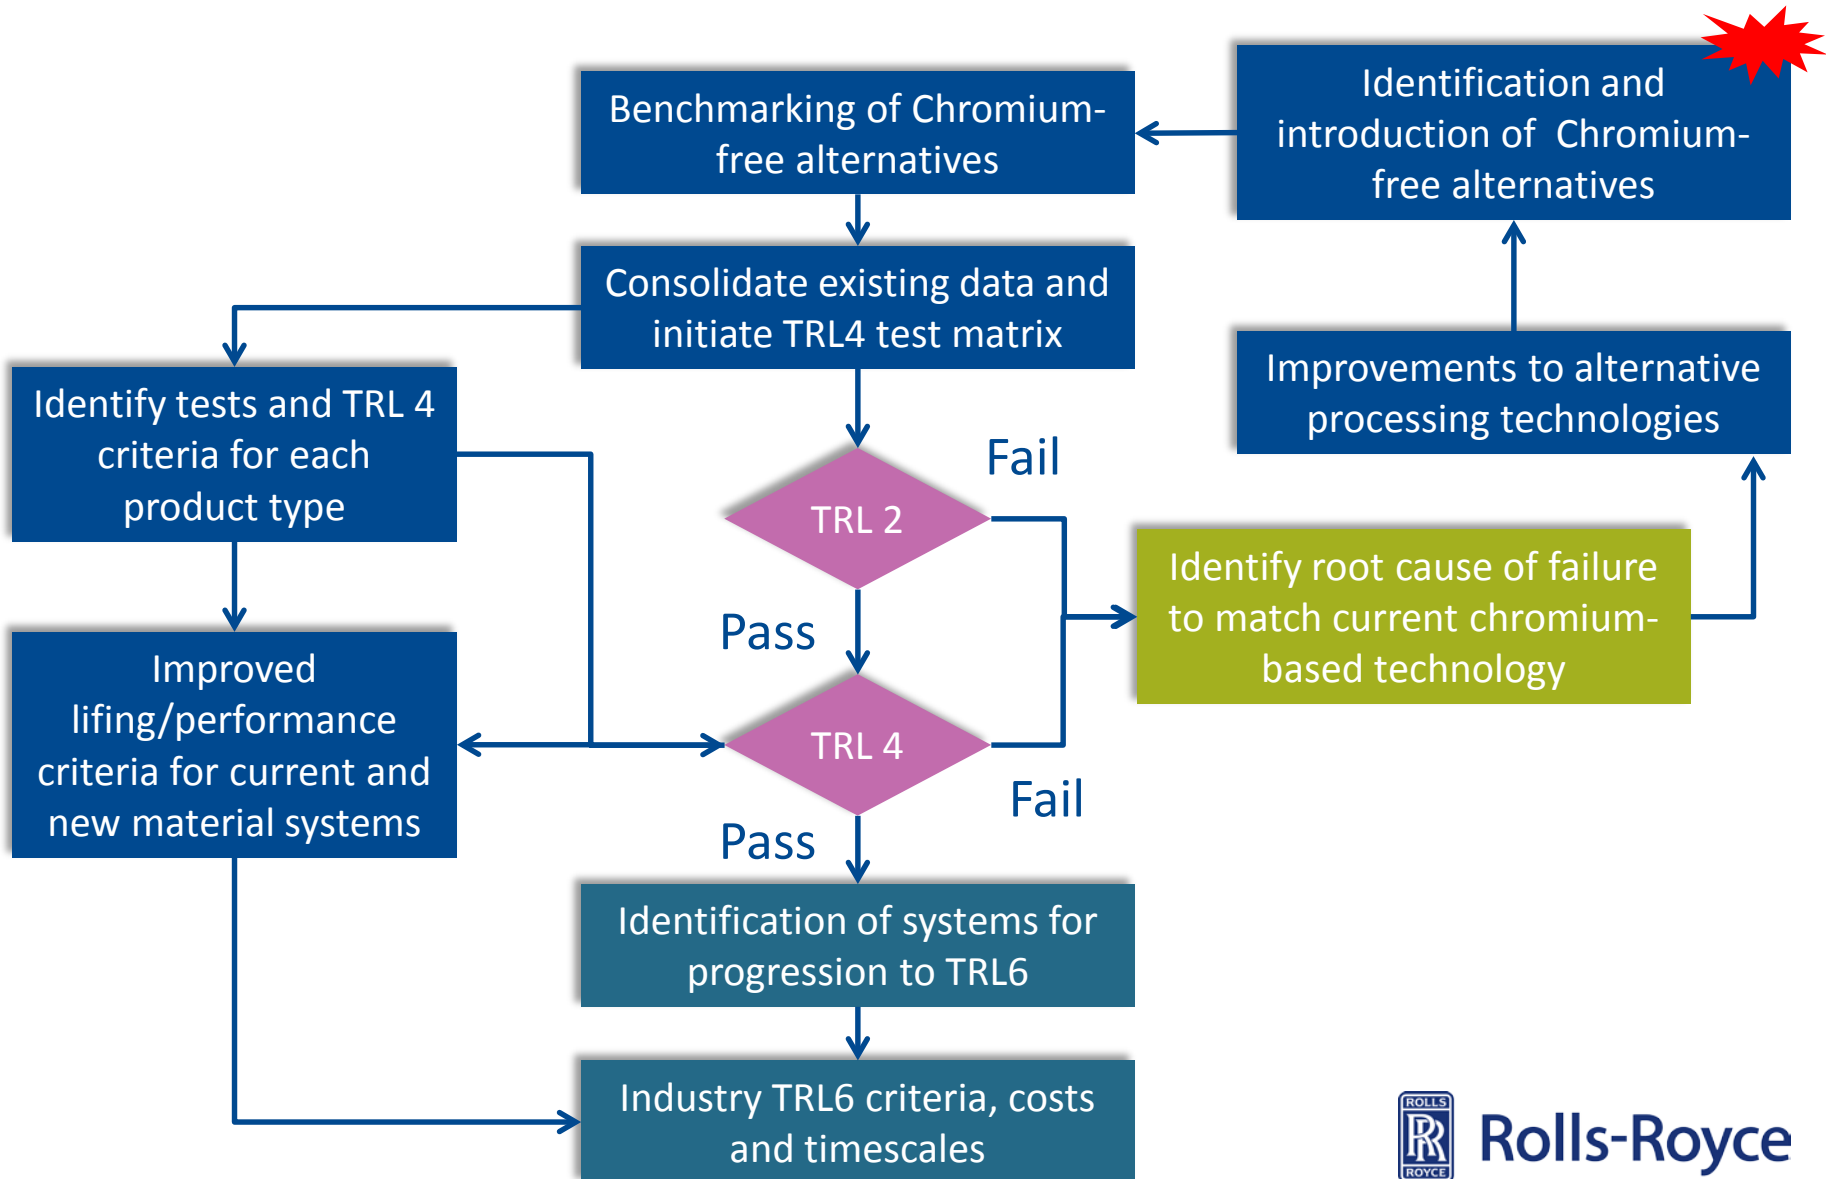 Benchmarking of Chromium-
free alternatives
Identification and
introduction of  Chromium-
free alternatives
Consolidate existing data and
initiate TRL4 test matrix
Improvements to alternative
processing technologies
Identify tests and TRL 4
criteria for each
product type
Fail
TRL 2
Identify root cause of failure
to match current chromium-
based technology
Pass
Improved
lifing/performance
criteria for current and
new material systems
TRL 4
Fail
Pass
Identification of systems for
progression to TRL6
Industry TRL6 criteria, costs
and timescales
ROLLS
RR
ROYCE
Rolls-Royce